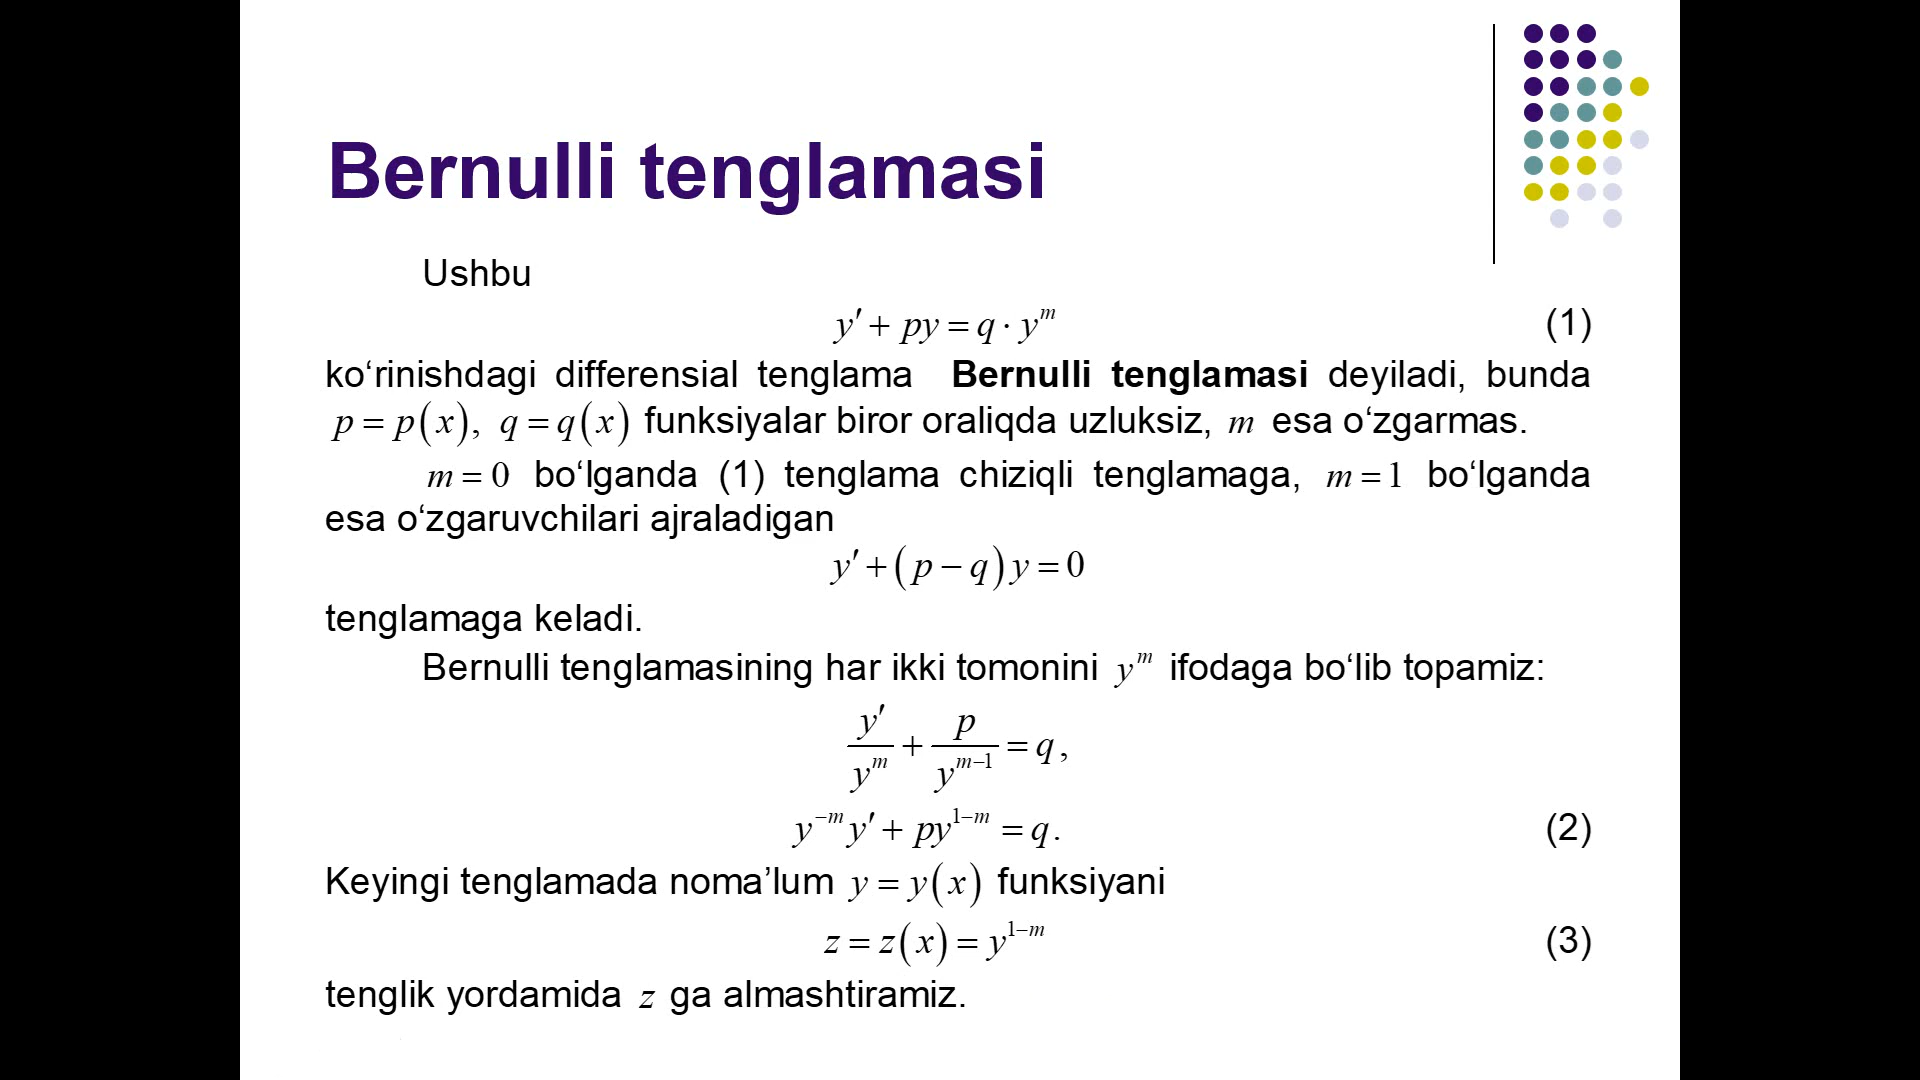 Bernulli tenglamasi
Ushbu
y′ + py = q · y^m (1)
ko‘rinishdagi differensial tenglama Bernulli tenglamasi deyiladi, bunda
p = p(x), q = q(x) funksiyalar biror oraliqda uzluksiz, m esa o‘zgarmas.
m = 0 bo‘lganda (1) tenglama chiziqli tenglamaga, m = 1 bo‘lganda
esa o‘zgaruvchilari ajraladigan
y′ + (p − q) y = 0
tenglamaga keladi.
Bernulli tenglamasining har ikki tomonini y^m ifodaga bo‘lib topamiz:
y′/y^m + p/y^(m−1) = q,
y^(−m) y′ + py^(1−m) = q. (2)
Keyingi tenglamada noma’lum y = y(x) funksiyani
z = z(x) = y^(1−m) (3)
tenglik yordamida z ga almashtiramiz.